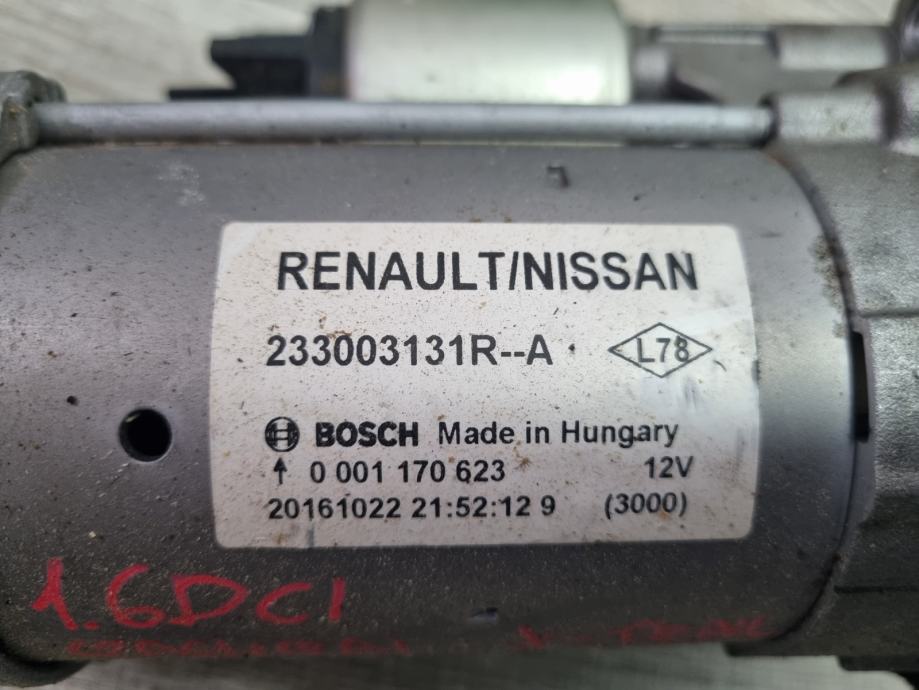 RENAULT/NISSAN
233003131R--A L78
BOSCH Made in Hungary
↑ 0 001 170 623 12V
20161022 21:52:12 9 (3000)
1.6DCI